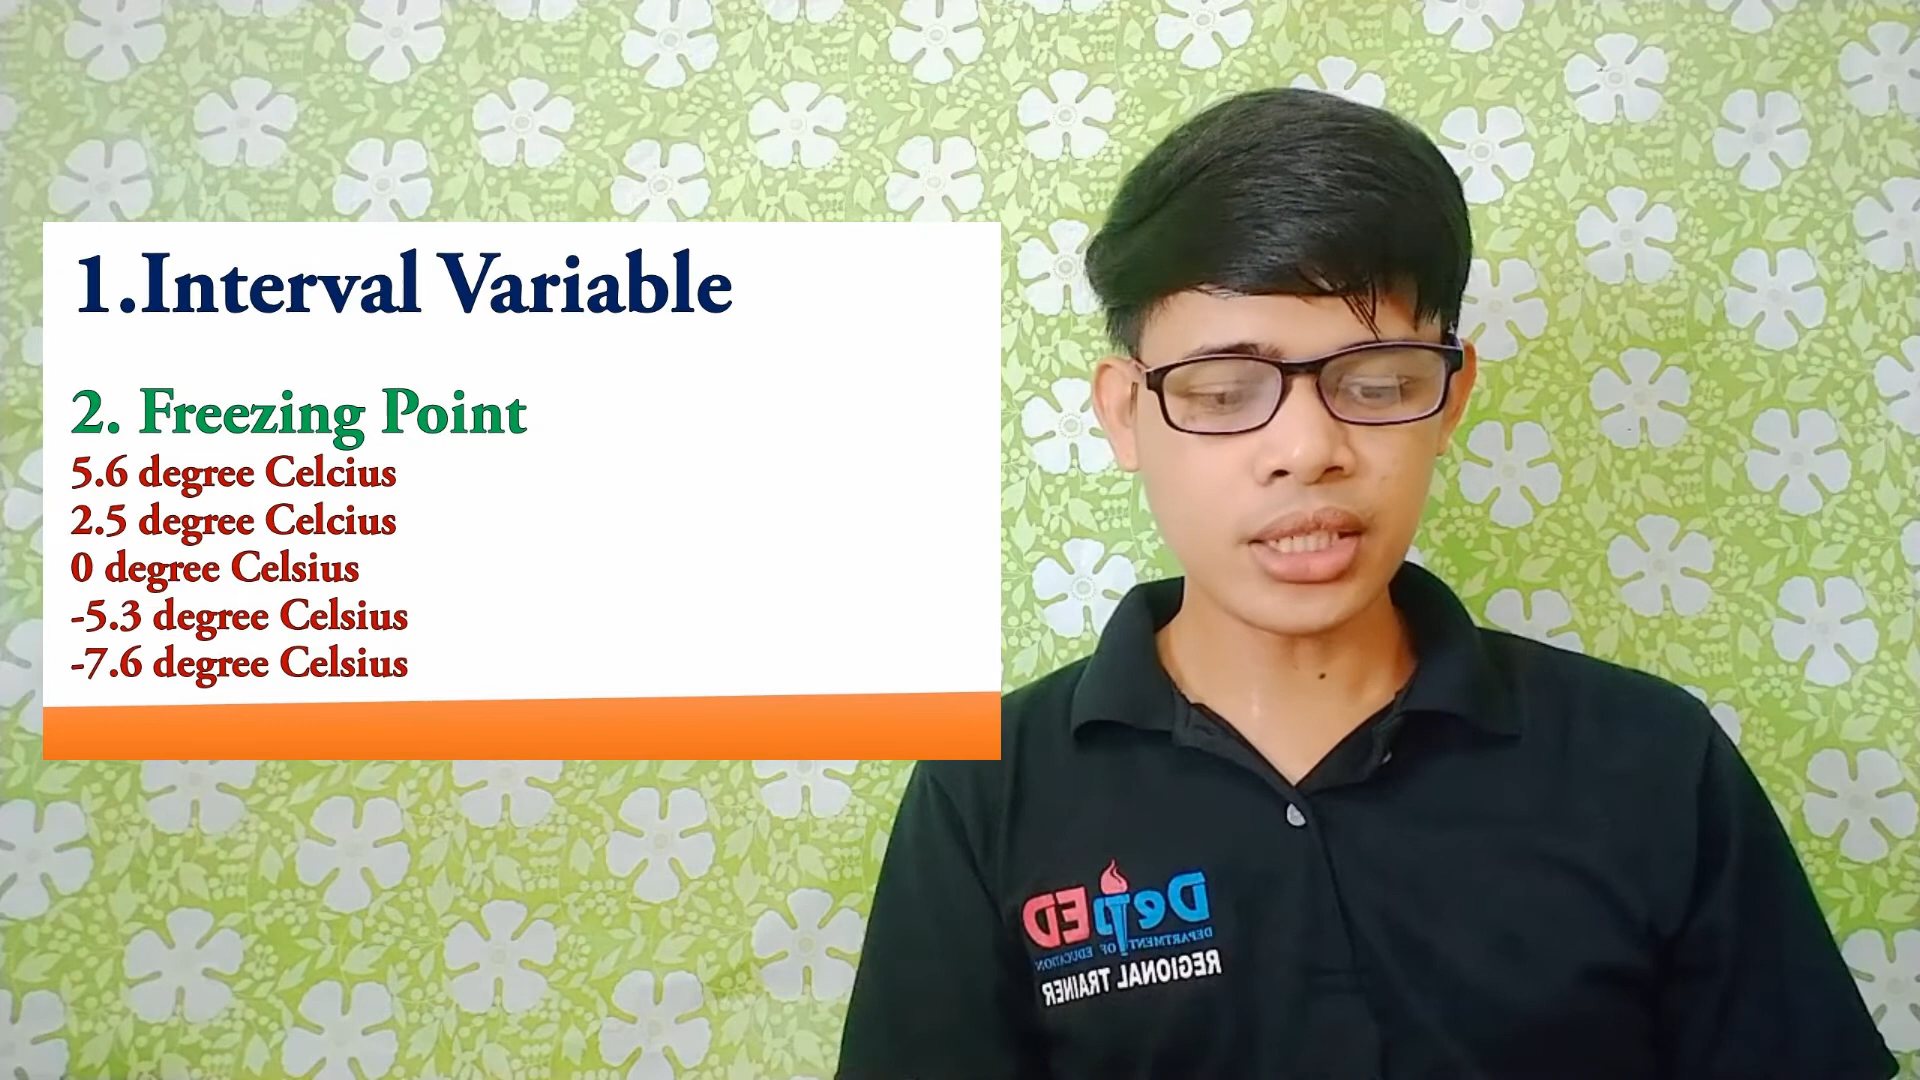 1.Interval Variable
2. Freezing Point
5.6 degree Celcius
2.5 degree Celcius
0 degree Celsius
-5.3 degree Celsius
-7.6 degree Celsius
DepED
DEPARTMENT OF EDUCATION
REGIONAL TRAINER